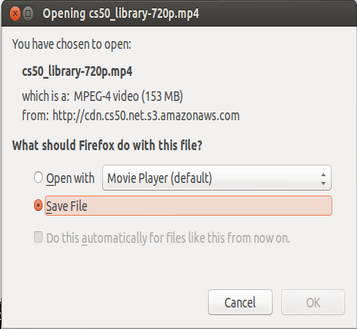 Opening cs50_library-720p.mp4
You have chosen to open:
cs50_library-720p.mp4
which is a: MPEG-4 video (153 MB)
from: http://cdn.cs50.net.s3.amazonaws.com
What should Firefox do with this file?
Open with Movie Player (default)
Save File
Do this automatically for files like this from now on.
Cancel OK